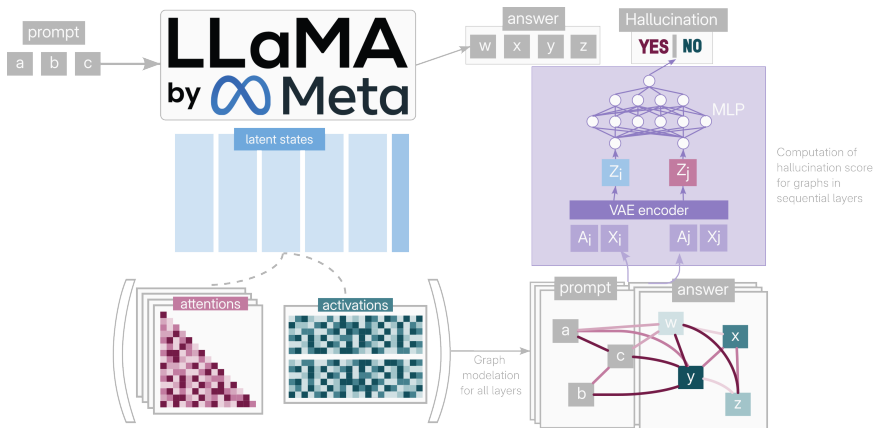 prompt
a b c
LLaMA
by Meta
answer
w x y z
Hallucination
YES NO
MLP
Zi Zj
VAE encoder
Ai Xi Aj Xj
Computation of
hallucination score
for graphs in
sequential layers
latent states
attentions
activations
Graph
modelation
for all layers
prompt
answer
a
w
x
c
y
b
z